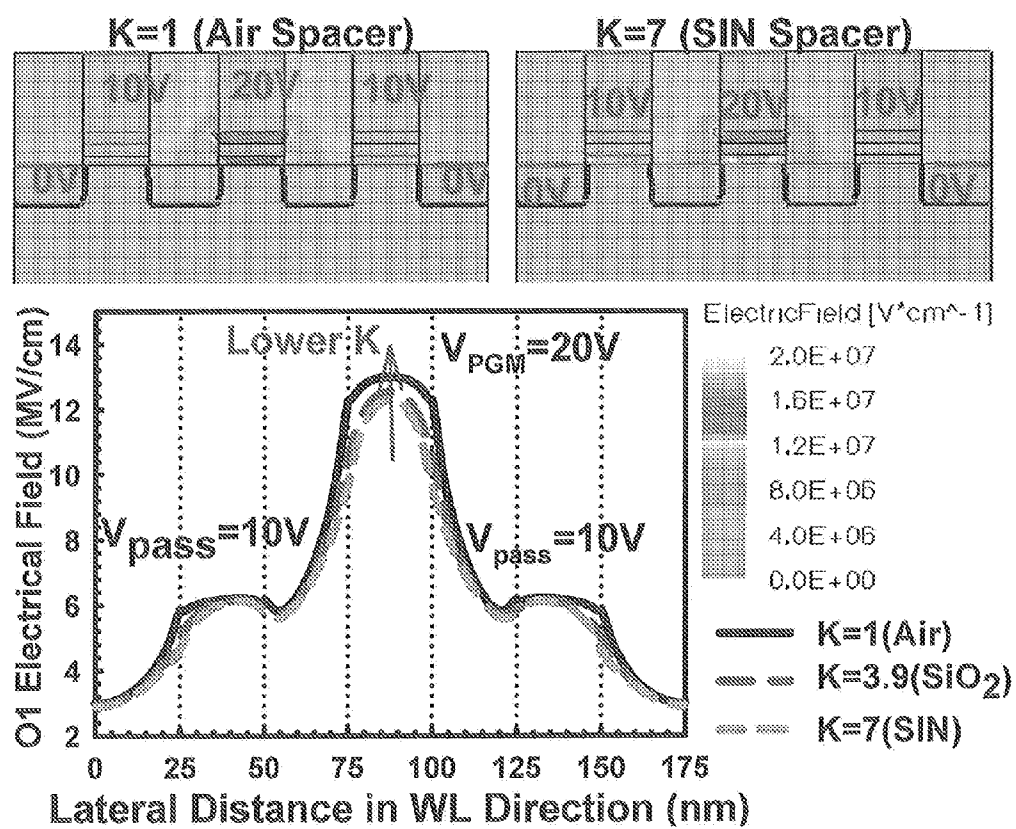 K=1 (Air Spacer)
K=7 (SIN Spacer)
10V 20V 10V
10V 20V 10V
0V 0V
0V 0V
ElectricField [V*cm^-1]
2.0E+07
1.6E+07
1.2E+07
8.0E+06
4.0E+06
0.0E+00
O1 Electrical Field (MV/cm)
14
12
10
8
6
4
2
Lower K
VPGM=20V
Vpass=10V
Vpass=10V
K=1(Air)
K=3.9(SiO2)
K=7(SIN)
0 25 50 75 100 125 150 175
Lateral Distance in WL Direction (nm)